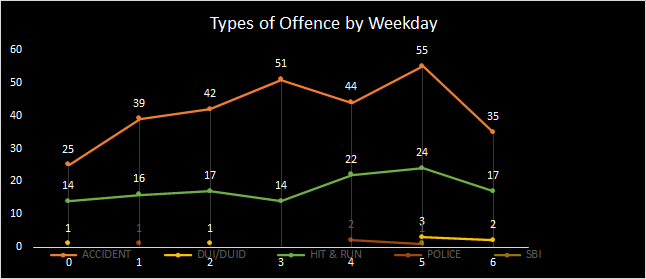 Types of Offence by Weekday
60
50
40
30
20
10
0
25 39 42 51 44 55 35
14 16 17 14 22 24 17
1 1 1 2 3 1 2
ACCIDENT DUI/DUID HIT & RUN POLICE SBI
0 1 2 3 4 5 6